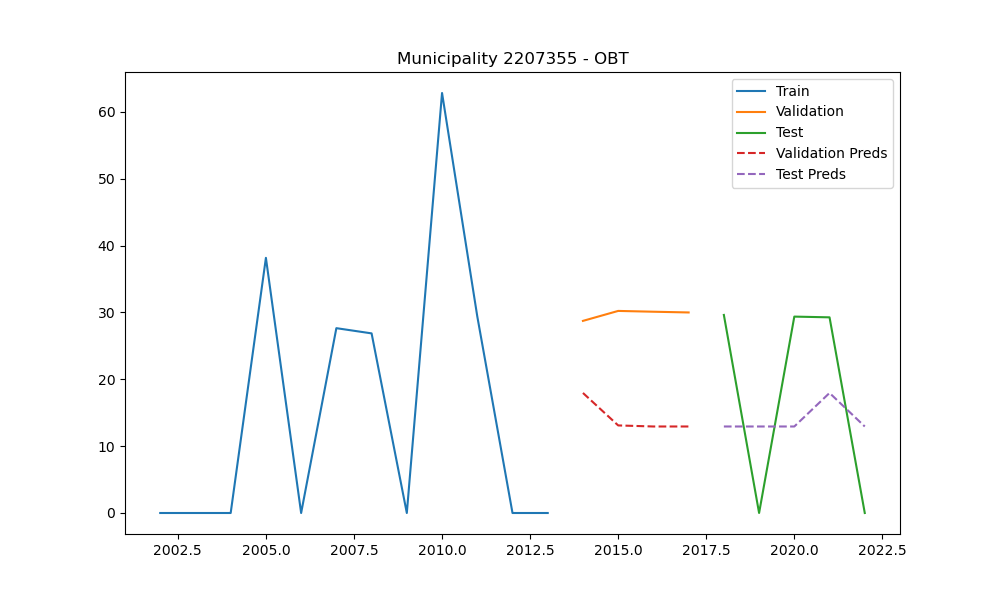 Municipality 2207355 - OBT
Train
Validation
Test
Validation Preds
Test Preds
60
50
40
30
20
10
0
2002.5 2005.0 2007.5 2010.0 2012.5 2015.0 2017.5 2020.0 2022.5